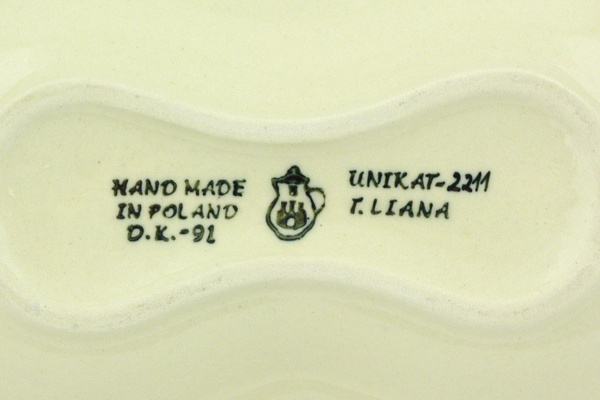 HAND MADE
IN POLAND
D.K.-91
UNIKAT-2211
T. LIANA